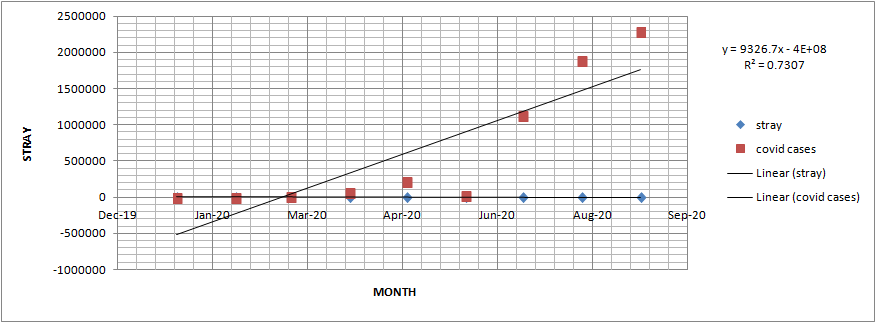 2500000
2000000
1500000
1000000
500000
0
-500000
-1000000
STRAY
Dec-19 Jan-20 Mar-20 Apr-20 Jun-20 Aug-20 Sep-20
MONTH
y = 9326.7x - 4E+08
R² = 0.7307
stray
covid cases
Linear (stray)
Linear (covid cases)